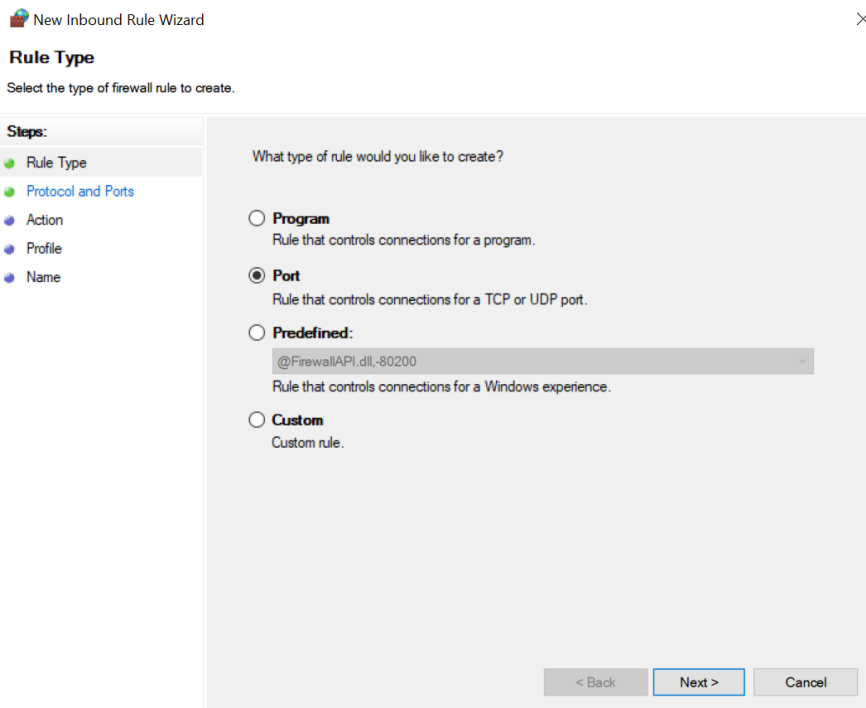 New Inbound Rule Wizard
Rule Type
Select the type of firewall rule to create.
Steps:
Rule Type
Protocol and Ports
Action
Profile
Name
What type of rule would you like to create?
Program
Rule that controls connections for a program.
Port
Rule that controls connections for a TCP or UDP port.
Predefined:
@FirewallAPI.dll,-80200
Rule that controls connections for a Windows experience.
Custom
Custom rule.
< Back
Next >
Cancel